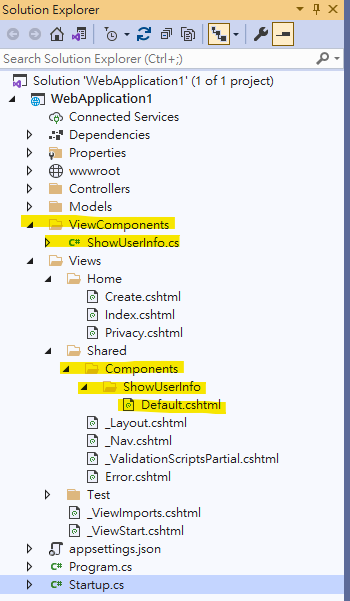 Solution Explorer
Search Solution Explorer (Ctrl+;)
Solution 'WebApplication1' (1 of 1 project)
WebApplication1
Connected Services
Dependencies
Properties
wwwroot
Controllers
Models
ViewComponents
C# ShowUserInfo.cs
Views
Home
Create.cshtml
Index.cshtml
Privacy.cshtml
Shared
Components
ShowUserInfo
Default.cshtml
_Layout.cshtml
_Nav.cshtml
_ValidationScriptsPartial.cshtml
Error.cshtml
Test
_ViewImports.cshtml
_ViewStart.cshtml
appsettings.json
C# Program.cs
C# Startup.cs